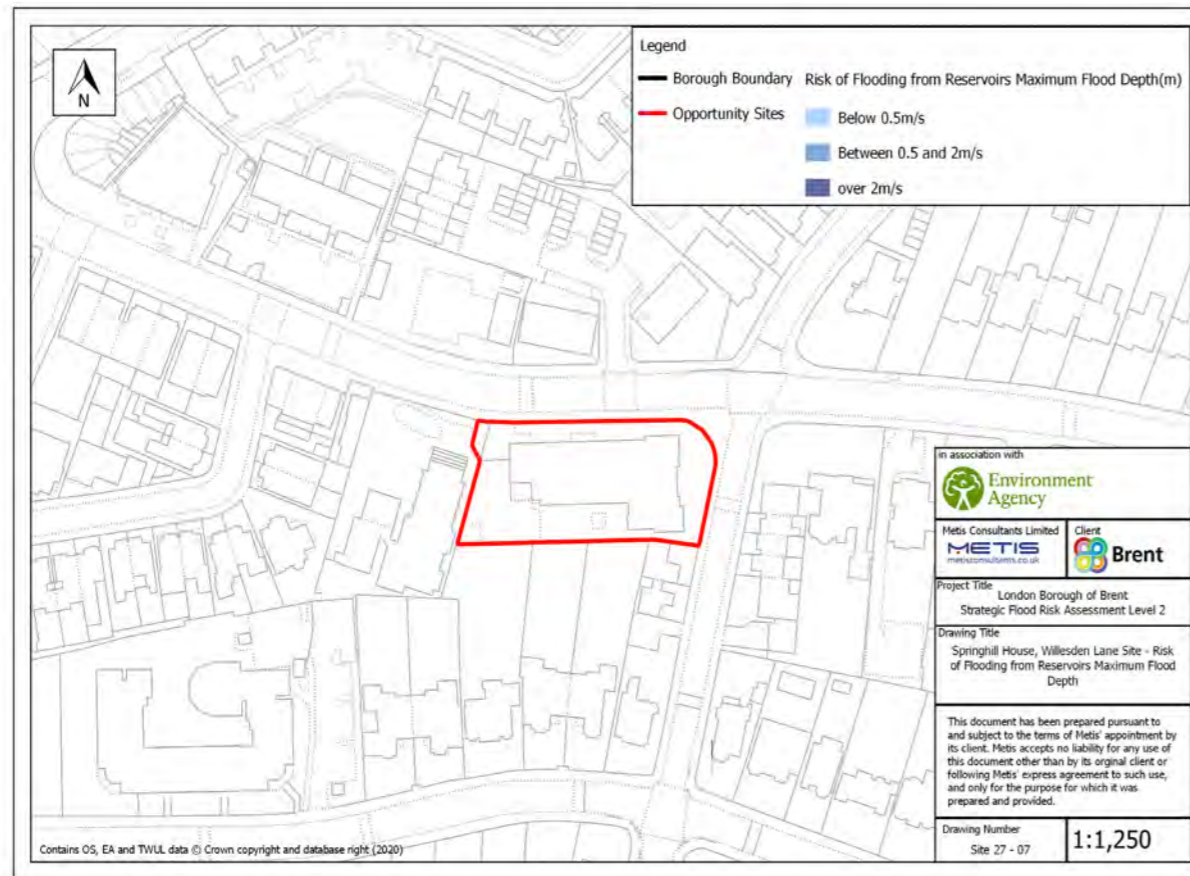 N
Legend
Borough Boundary
Opportunity Sites
Risk of Flooding from Reservoirs Maximum Flood Depth(m)
Below 0.5m/s
Between 0.5 and 2m/s
over 2m/s
in association with
Environment
Agency
Metis Consultants Limited
METIS
metisconsultants.co.uk
Client
Brent
Project Title
London Borough of Brent
Strategic Flood Risk Assessment Level 2
Drawing Title
Springhill House, Willesden Lane Site - Risk
of Flooding from Reservoirs Maximum Flood
Depth
This document has been prepared pursuant to
and subject to the terms of Metis' appointment by
its client. Metis accepts no liability for any use of
this document other than by its orginal client or
following Metis' express agreement to such use,
and only for the purpose for which it was
prepared and provided.
Drawing Number
Site 27 - 07
1:1,250
Contains OS, EA and TWUL data © Crown copyright and database right (2020)